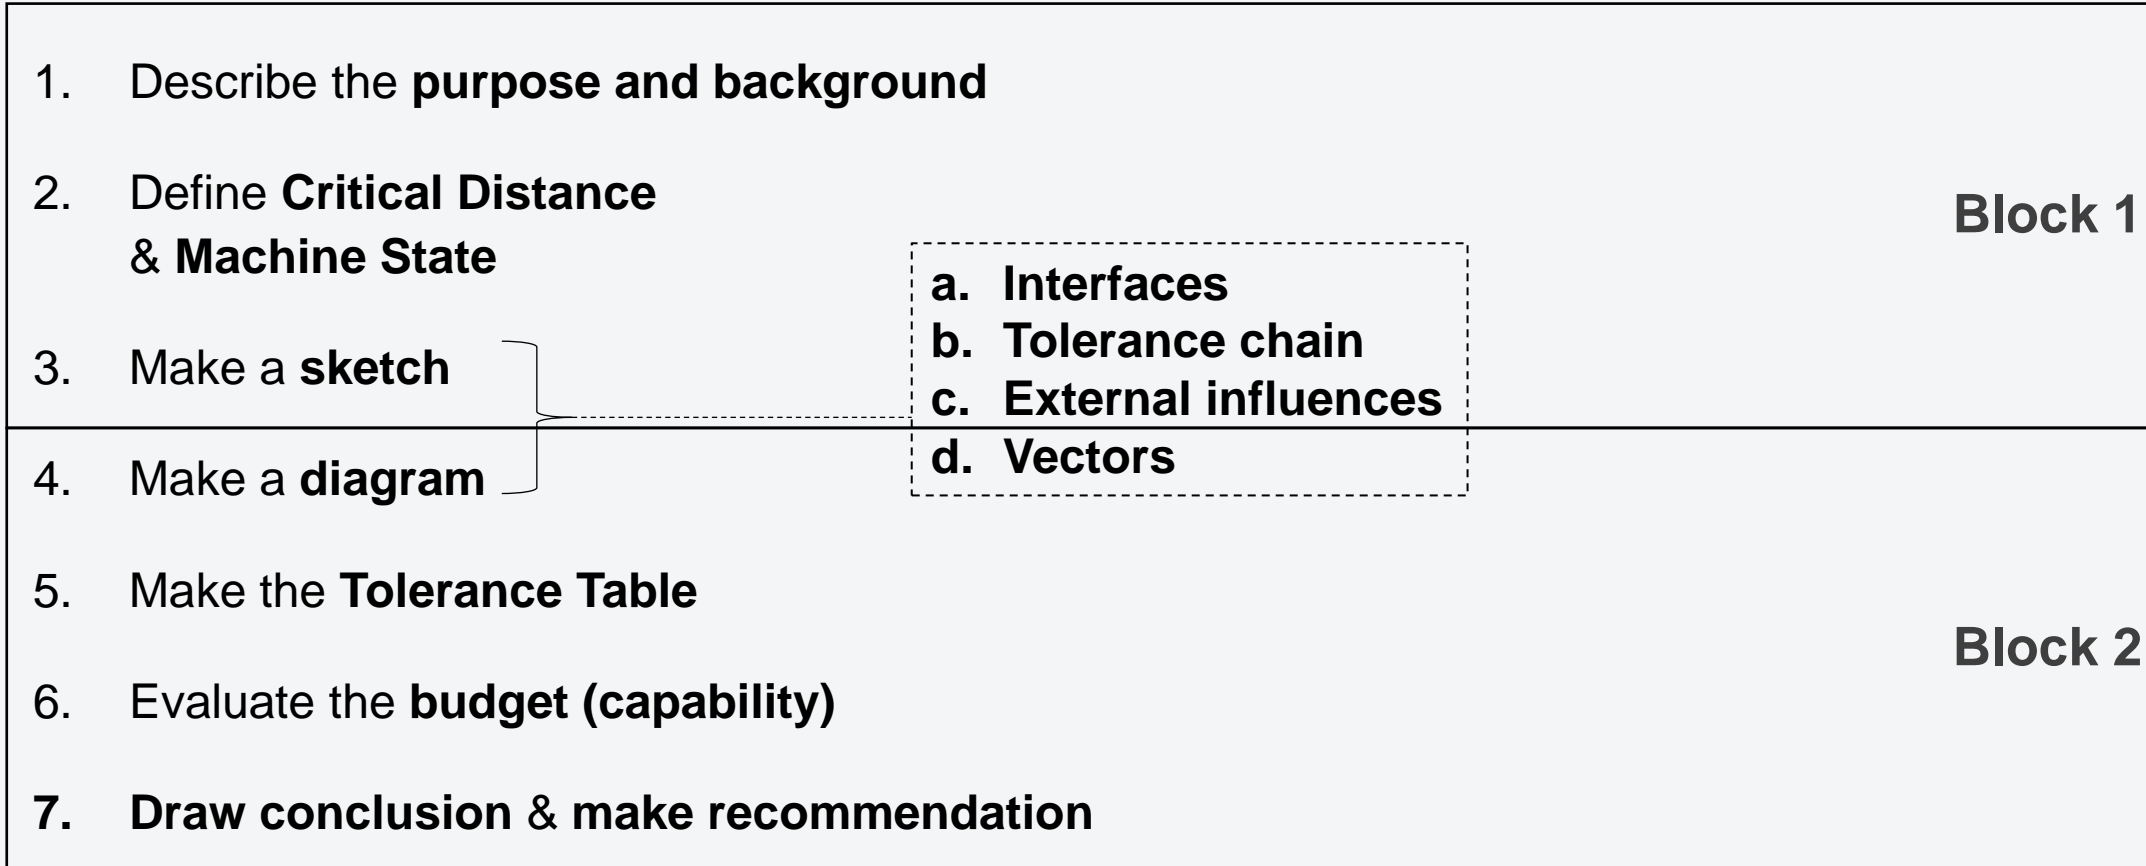 1. Describe the purpose and background
2. Define Critical Distance
& Machine State
Block 1
a. Interfaces
b. Tolerance chain
c. External influences
d. Vectors
3. Make a sketch
4. Make a diagram
5. Make the Tolerance Table
Block 2
6. Evaluate the budget (capability)
7. Draw conclusion & make recommendation